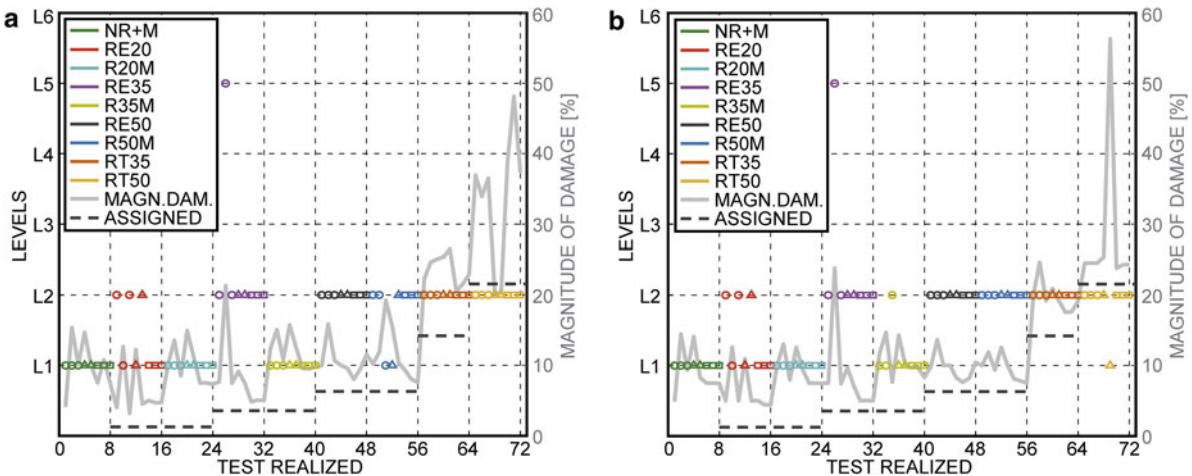 a
L6
L5
L4
L3
L2
L1
LEVELS
NR+M
RE20
R20M
RE35
R35M
RE50
R50M
RT35
RT50
MAGN.DAM.
ASSIGNED
60
50
40
30
20
10
0
MAGNITUDE OF DAMAGE [%]
0 8 16 24 32 40 48 56 64 72
TEST REALIZED
b
L6
L5
L4
L3
L2
L1
LEVELS
NR+M
RE20
R20M
RE35
R35M
RE50
R50M
RT35
RT50
MAGN.DAM.
ASSIGNED
60
50
40
30
20
10
0
MAGNITUDE OF DAMAGE [%]
0 8 16 24 32 40 48 56 64 72
TEST REALIZED